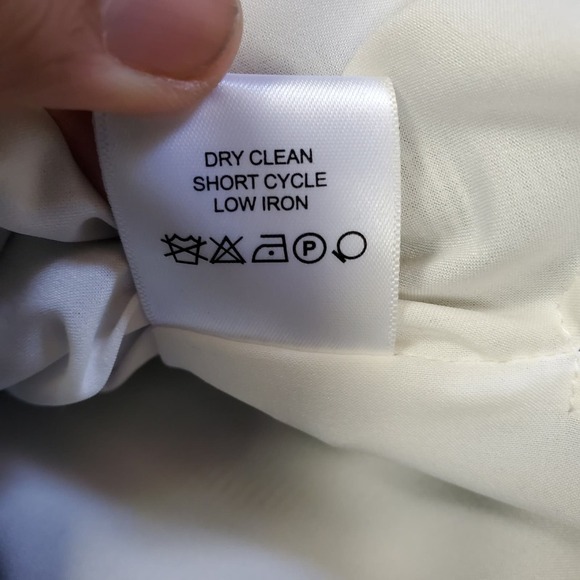 DRY CLEAN
SHORT CYCLE
LOW IRON
P